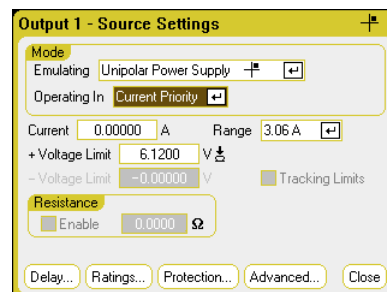 Output 1 - Source Settings
Mode
Emulating Unipolar Power Supply
Operating In Current Priority
Current 0.00000 A Range 3.06 A
+ Voltage Limit 6.1200 V
- Voltage Limit -0.00000 V Tracking Limits
Resistance
Enable 0.0000 Ω
Delay... Ratings... Protection... Advanced... Close